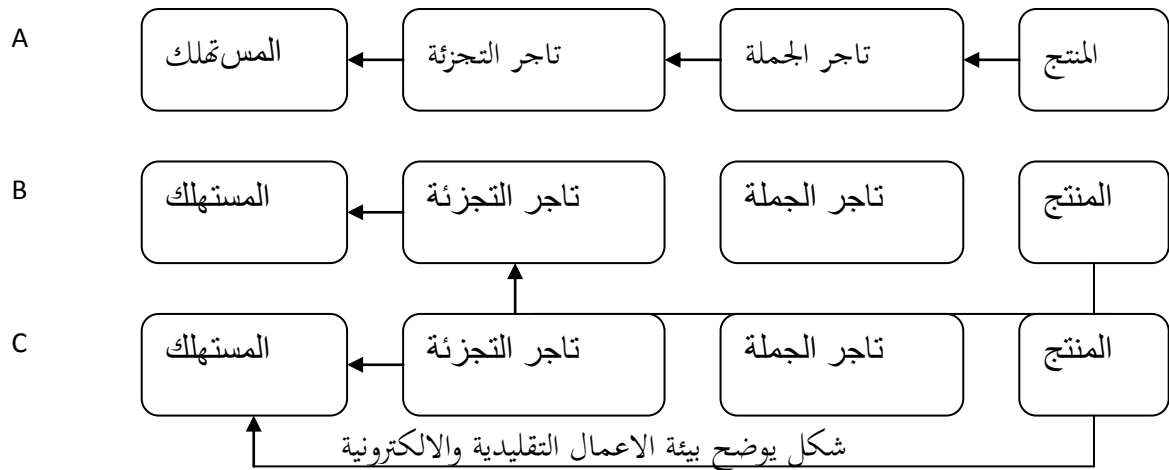 A
المنتج تاجر الجملة تاجر التجزئة المستهلك
B
المنتج تاجر الجملة تاجر التجزئة المستهلك
C
المنتج تاجر الجملة تاجر التجزئة المستهلك
شكل يوضح بيئة الاعمال التقليدية والالكترونية